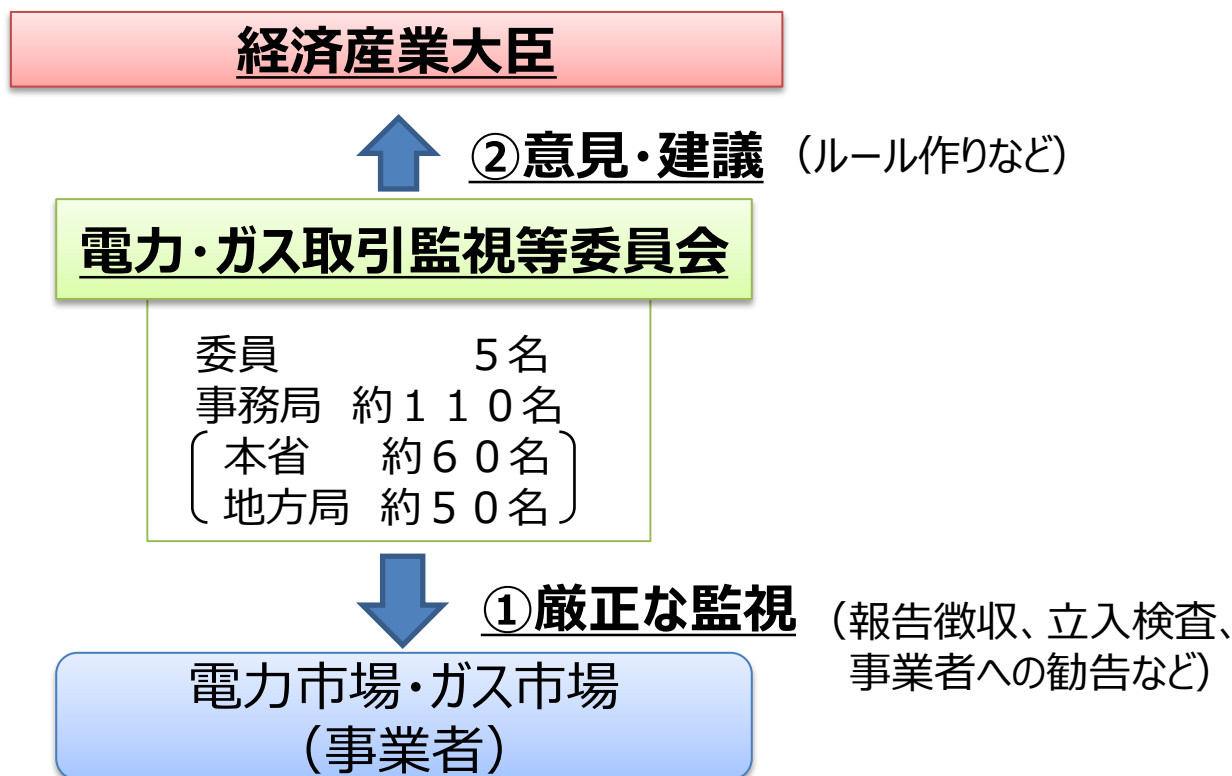 経済産業大臣
②意見・建議 （ルール作りなど）
電力・ガス取引監視等委員会
委員 ５名
事務局 約１１０名
本省 約６０名
地方局 約５０名
①厳正な監視 （報告徴収、立入検査、
事業者への勧告など）
電力市場・ガス市場
（事業者）